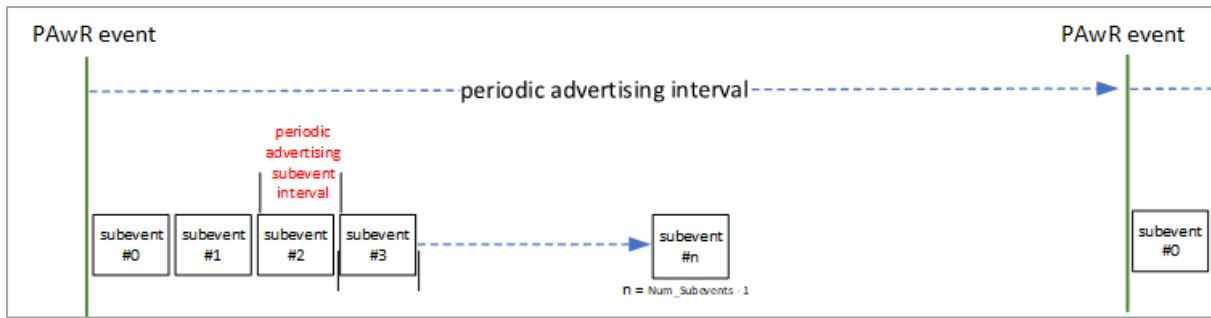 PAwR event
PAwR event
periodic advertising interval
periodic
advertising
subevent
interval
subevent
#0
subevent
#1
subevent
#2
subevent
#3
subevent
#n
subevent
#0
n = Num_Subevents - 1